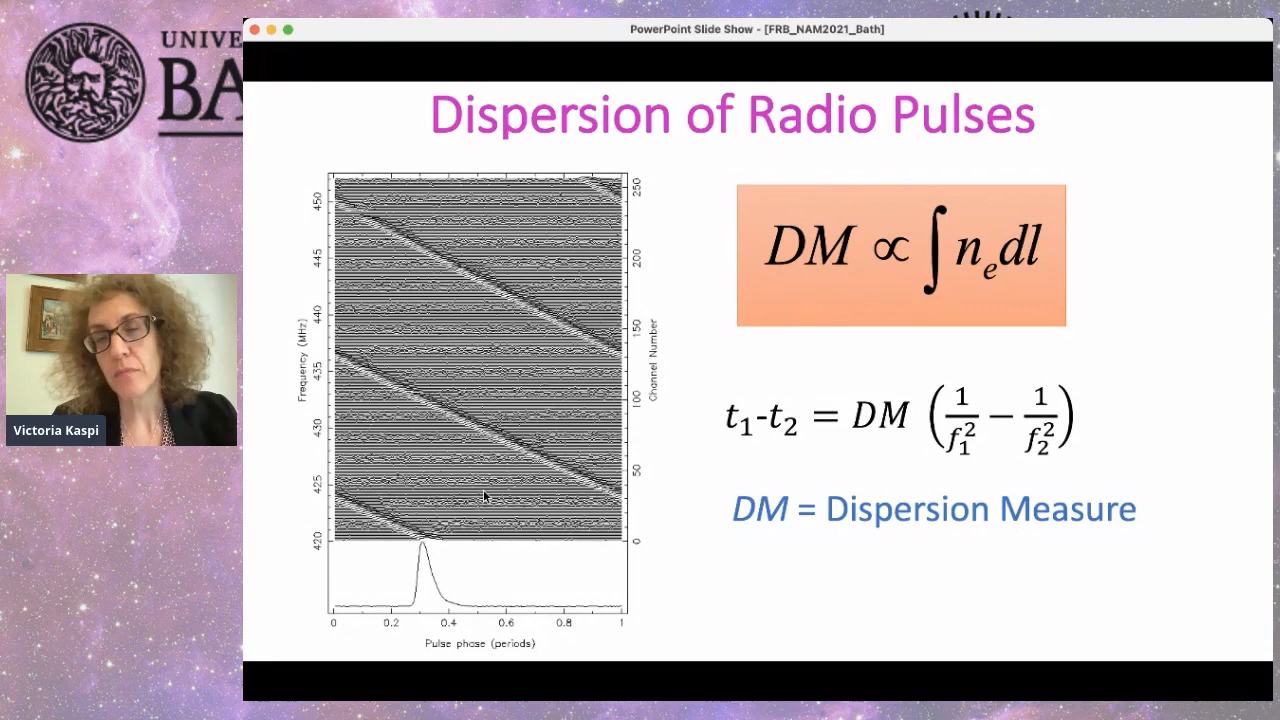 UNIVE
BA
PowerPoint Slide Show - [FRB_NAM2021_Bath]
Dispersion of Radio Pulses
Victoria Kaspi
Frequency (MHz)
450
445
440
435
430
425
420
Channel Number
250
200
150
100
50
0
0 0.2 0.4 0.6 0.8 1
Pulse phase (periods)
DM ∝ ∫ nₑdl
t₁-t₂ = DM (1/f₁² − 1/f₂²)
DM = Dispersion Measure